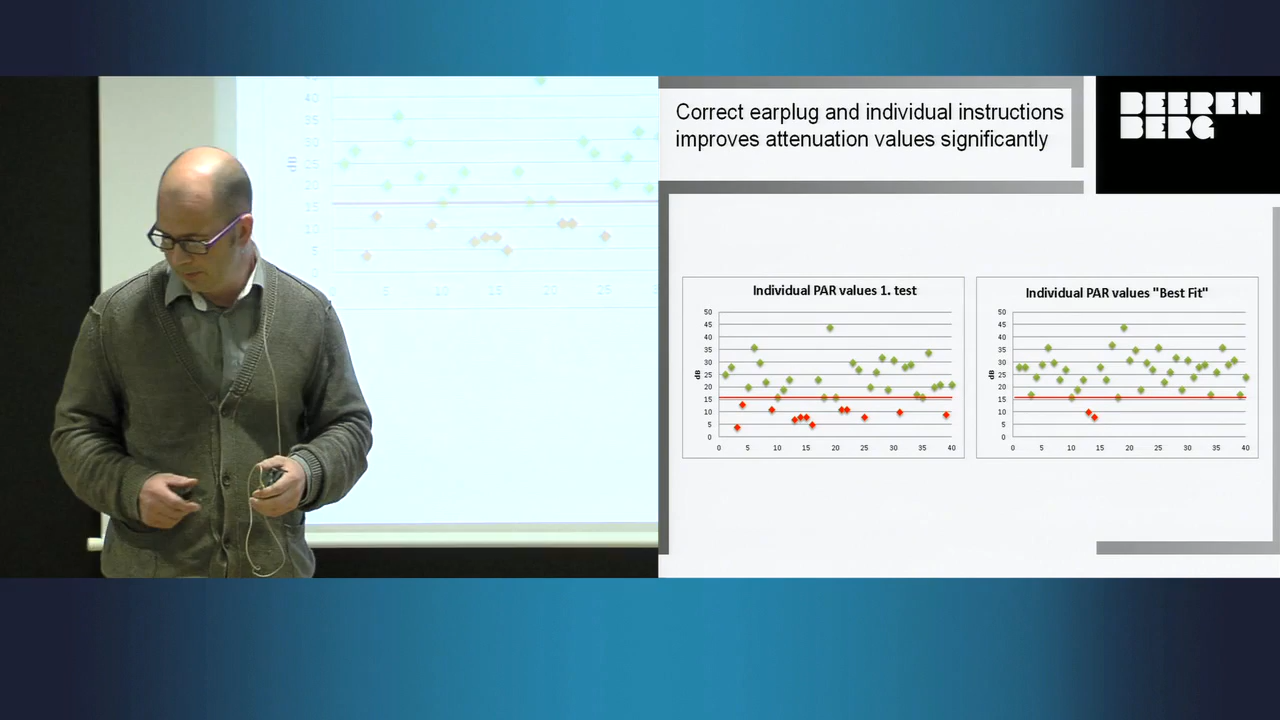 Correct earplug and individual instructions
improves attenuation values significantly
BEEREN
BERG
Individual PAR values 1. test
50
45
40
35
30
25
20
15
10
5
0
dB
0 5 10 15 20 25 30 35 40
Individual PAR values "Best Fit"
50
45
40
35
30
25
20
15
10
5
0
dB
0 5 10 15 20 25 30 35 40